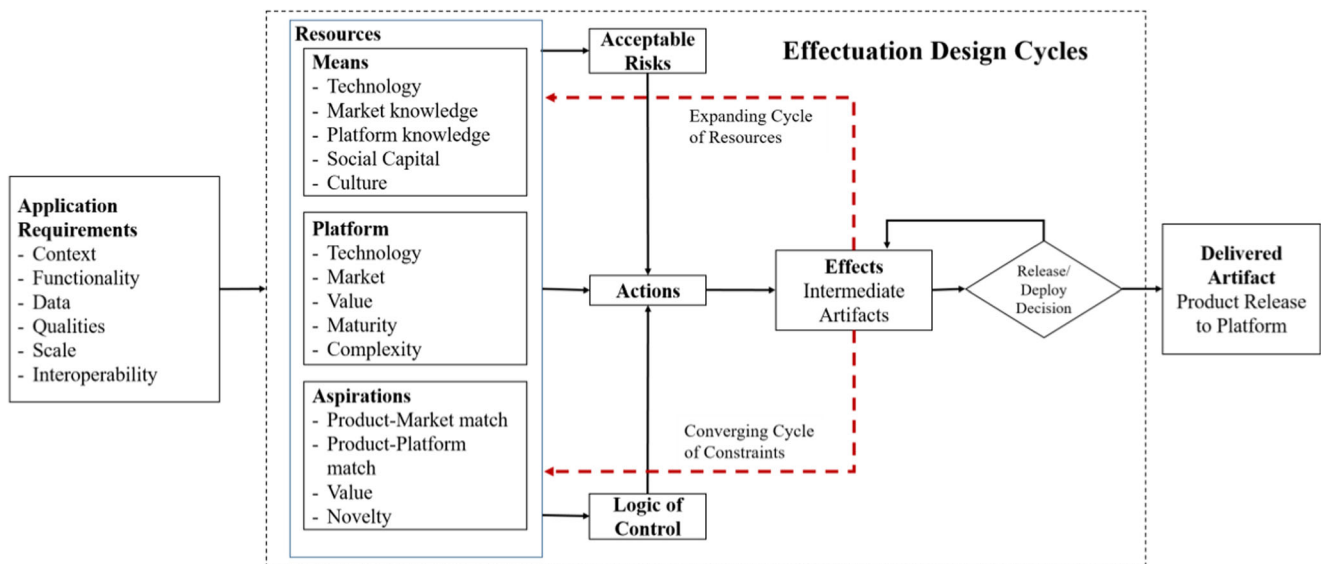 Application
Requirements
- Context
- Functionality
- Data
- Qualities
- Scale
- Interoperability
Resources
Means
- Technology
- Market knowledge
- Platform knowledge
- Social Capital
- Culture
Platform
- Technology
- Market
- Value
- Maturity
- Complexity
Aspirations
- Product-Market match
- Product-Platform
match
- Value
- Novelty
Acceptable
Risks
Actions
Logic of
Control
Effectuation Design Cycles
Expanding Cycle
of Resources
Effects
Intermediate
Artifacts
Converging Cycle
of Constraints
Release/
Deploy
Decision
Delivered
Artifact
Product Release
to Platform